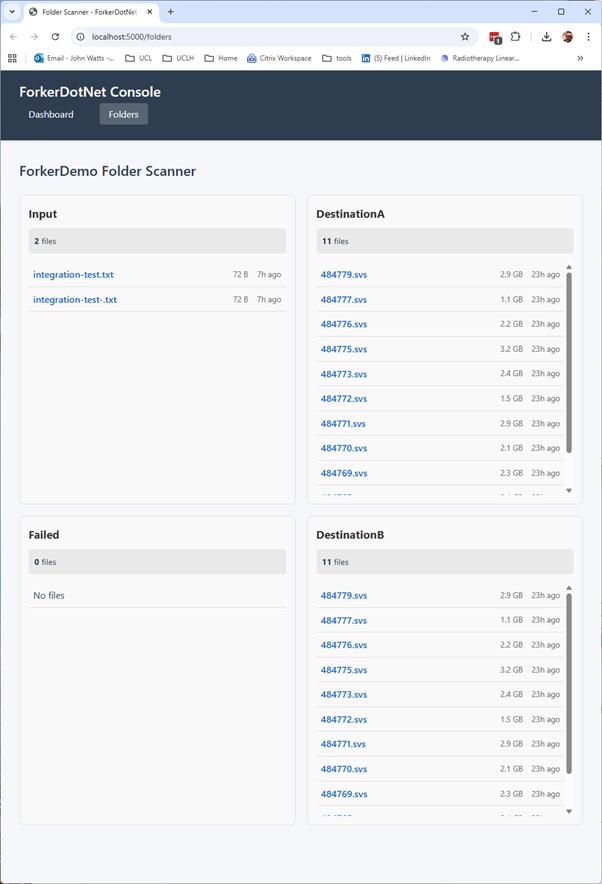 Folder Scanner - ForkerDotNet
localhost:5000/folders
1
Email - John Watts -... UCL UCLH Home Citrix Workspace tools (5) Feed | LinkedIn Radiotherapy Linear...
ForkerDotNet Console
Dashboard Folders
ForkerDemo Folder Scanner
Input
2 files
integration-test.txt 72 B 7h ago
integration-test-.txt 72 B 7h ago
DestinationA
11 files
484779.svs 2.9 GB 23h ago
484777.svs 1.1 GB 23h ago
484776.svs 2.2 GB 23h ago
484775.svs 3.2 GB 23h ago
484773.svs 2.4 GB 23h ago
484772.svs 1.5 GB 23h ago
484771.svs 2.9 GB 23h ago
484770.svs 2.1 GB 23h ago
484769.svs 2.3 GB 23h ago
Failed
0 files
No files
DestinationB
11 files
484779.svs 2.9 GB 23h ago
484777.svs 1.1 GB 23h ago
484776.svs 2.2 GB 23h ago
484775.svs 3.2 GB 23h ago
484773.svs 2.4 GB 23h ago
484772.svs 1.5 GB 23h ago
484771.svs 2.9 GB 23h ago
484770.svs 2.1 GB 23h ago
484769.svs 2.3 GB 23h ago